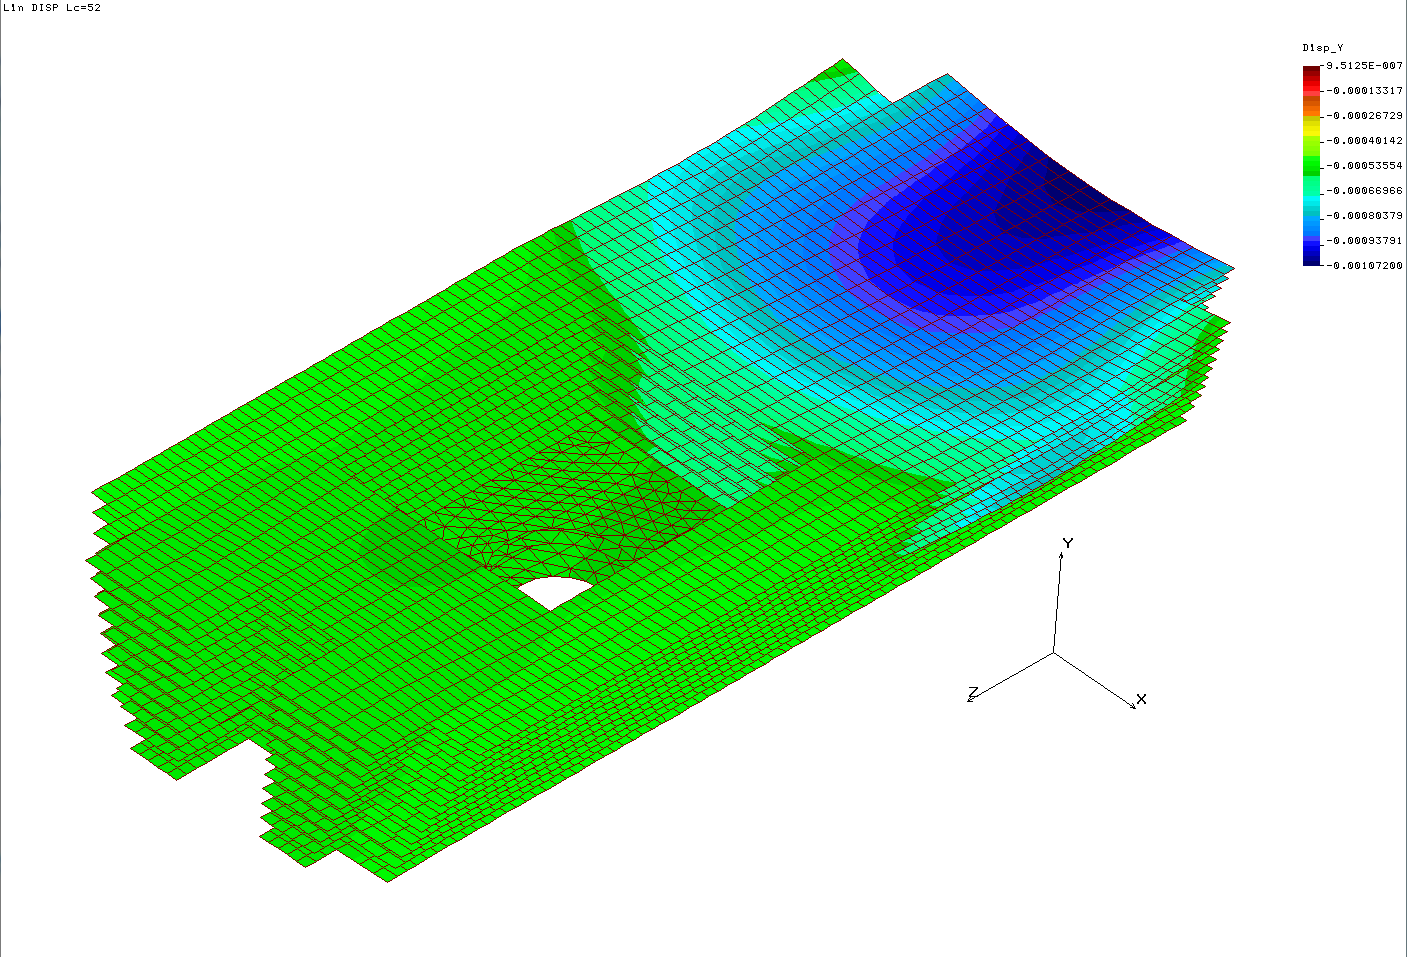 Lin DISP Lc=52
Disp_Y
9.5125E-007
-0.00013317
-0.00026729
-0.00040142
-0.00053554
-0.00066966
-0.00080379
-0.00093791
-0.00107200
Y
Z
X